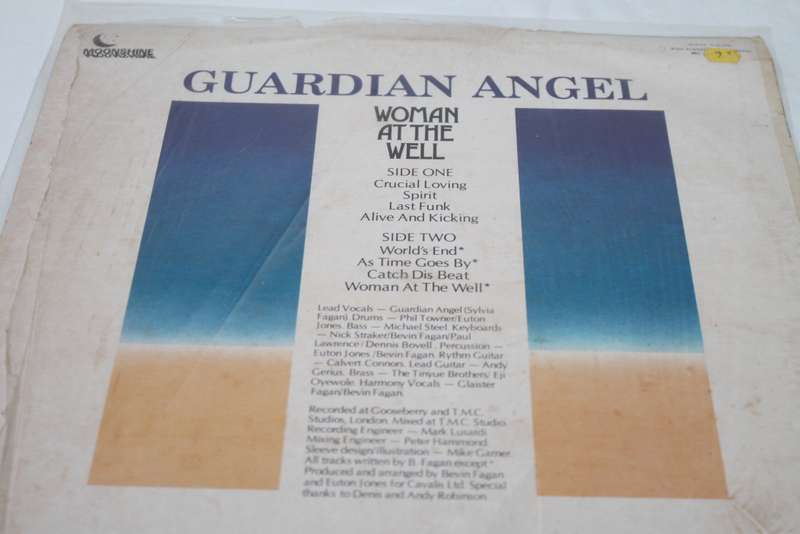 MOONSHINE
GUARDIAN ANGEL
WOMAN
AT THE
WELL
SIDE ONE
Crucial Loving
Spirit
Last Funk
Alive And Kicking
SIDE TWO
World's End*
As Time Goes By*
Catch Dis Beat
Woman At The Well*
Lead Vocals — Guardian Angel (Sylvia
Fagan). Drums — Phil Towner/Euton
Jones. Bass — Michael Steel. Keyboards
— Nick Straker/Bevin Fagan/Paul
Lawrence/Dennis Bovell. Percussion —
Euton Jones/Bevin Fagan. Rythm Guitar
— Calvert Connors. Lead Guitar — Andy
Gerius. Brass — The Tinyue Brothers/Eji
Oyewole. Harmony Vocals — Glaister
Fagan/Bevin Fagan.
Recorded at Gooseberry and T.M.C.
Studios, London. Mixed at T.M.C. Studio
Recording Engineer — Mark Lusardi
Mixing Engineer — Peter Hammond.
Sleeve design/illustration — Mike Garner.
All tracks written by B. Fagan except*
Produced and arranged by Bevin Fagan
and Euton Jones for Cavalis Ltd. Special
thanks to Denis and Andy Robinson.